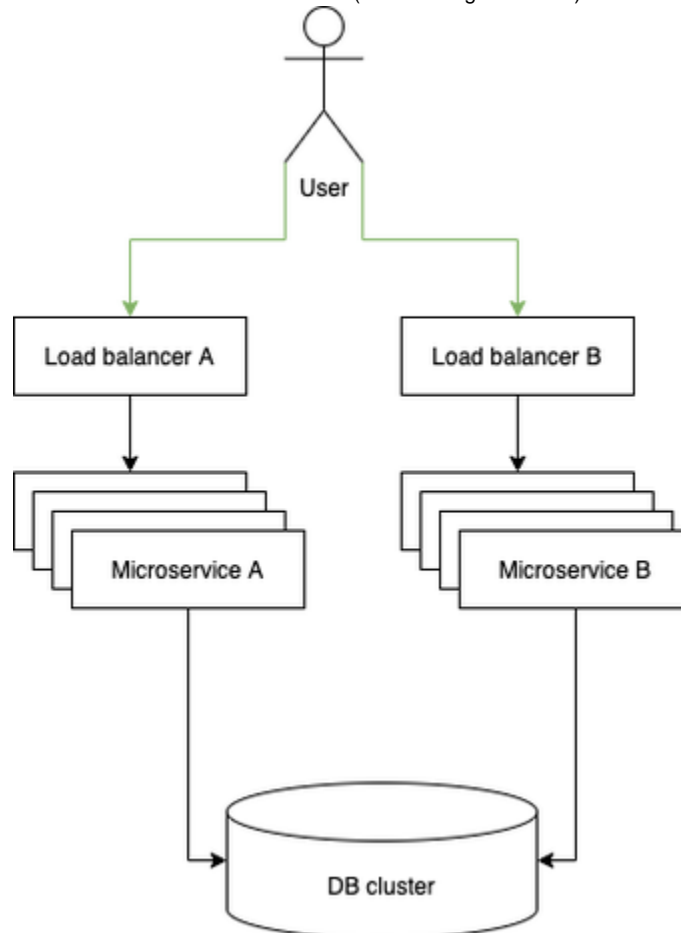 User
Load balancer A
Load balancer B
Microservice A
Microservice B
DB cluster